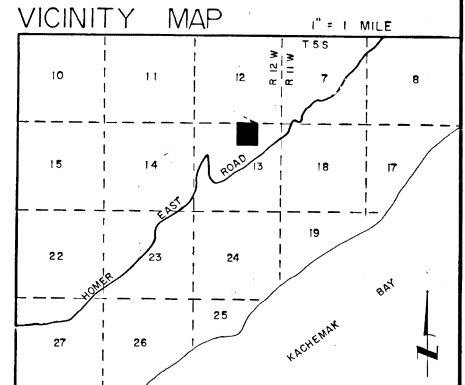 VICINITY MAP
1" = 1 MILE
T 5 S
R 12 W
R 11 W
10 11 12 7 8
15 14 13 18 17
HOMER EAST ROAD
22 23 24 19
27 26 25
KACHEMAK BAY
N